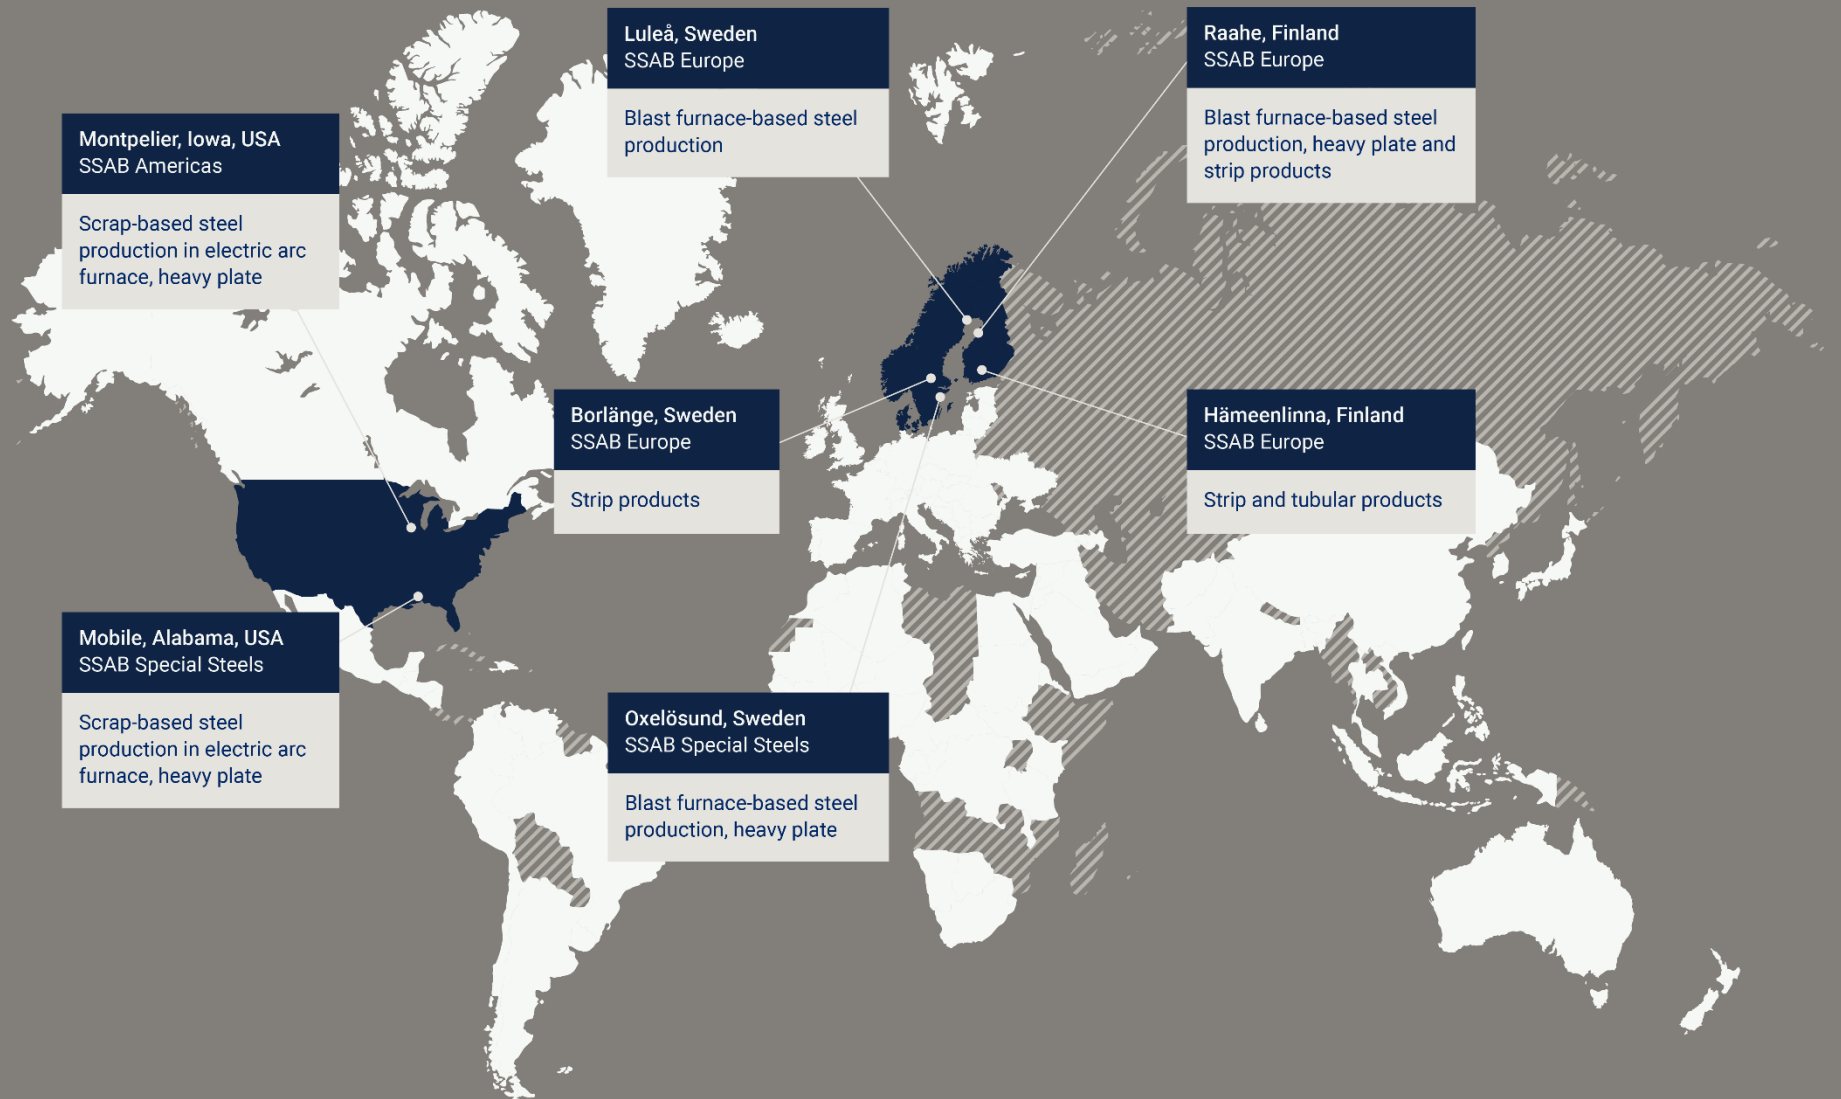 Luleå, Sweden
SSAB Europe
Blast furnace-based steel
production
Raahe, Finland
SSAB Europe
Blast furnace-based steel
production, heavy plate and
strip products
Montpelier, Iowa, USA
SSAB Americas
Scrap-based steel
production in electric arc
furnace, heavy plate
Borlänge, Sweden
SSAB Europe
Strip products
Hämeenlinna, Finland
SSAB Europe
Strip and tubular products
Mobile, Alabama, USA
SSAB Special Steels
Scrap-based steel
production in electric arc
furnace, heavy plate
Oxelösund, Sweden
SSAB Special Steels
Blast furnace-based steel
production, heavy plate